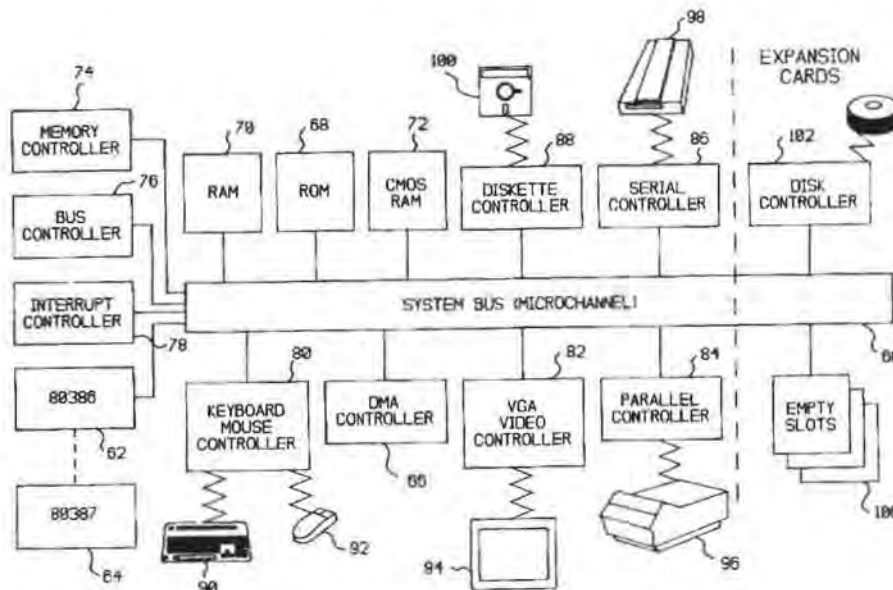 98
EXPANSION
CARDS
100
74
MEMORY
CONTROLLER
70
68
72
88
86
102
RAM
ROM
CMOS
RAM
DISKETTE
CONTROLLER
SERIAL
CONTROLLER
DISK
CONTROLLER
76
BUS
CONTROLLER
SYSTEM BUS (MICROCHANNEL)
INTERRUPT
CONTROLLER
78
80
82
84
80386
62
KEYBOARD
MOUSE
CONTROLLER
DMA
CONTROLLER
66
VGA
VIDEO
CONTROLLER
PARALLEL
CONTROLLER
EMPTY
SLOTS
80387
64
90
92
94
96